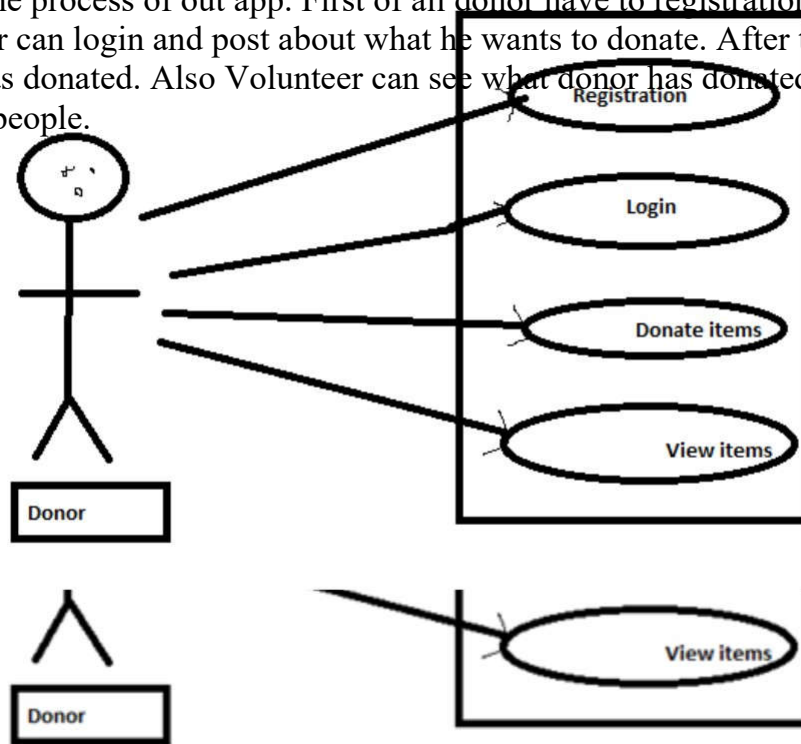 he process of out app. First of all donor have to registration
r can login and post about what he wants to donate. After
s donated. Also Volunteer can see what donor has donated
people.
Registration
Login
Donate items
View items
Donor
View items
Donor